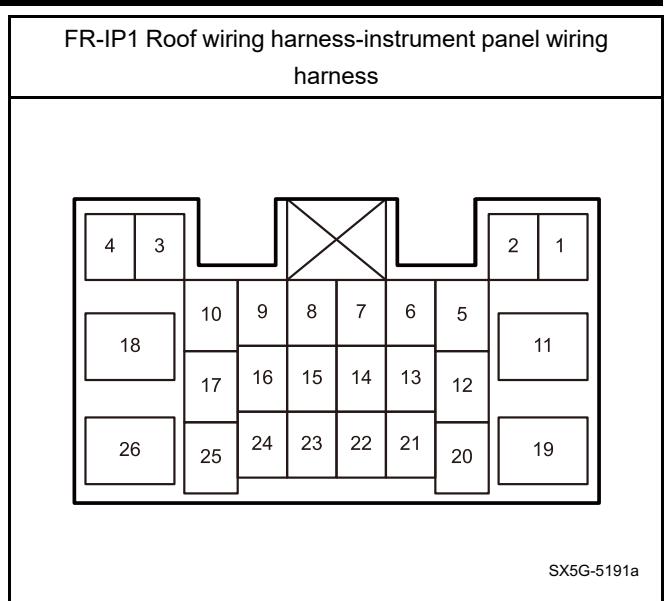 FR-IP1 Roof wiring harness-instrument panel wiring
harness
4 3 2 1
10 9 8 7 6 5
18 11
17 16 15 14 13 12
26 25 24 23 22 21 20 19
SX5G-5191a